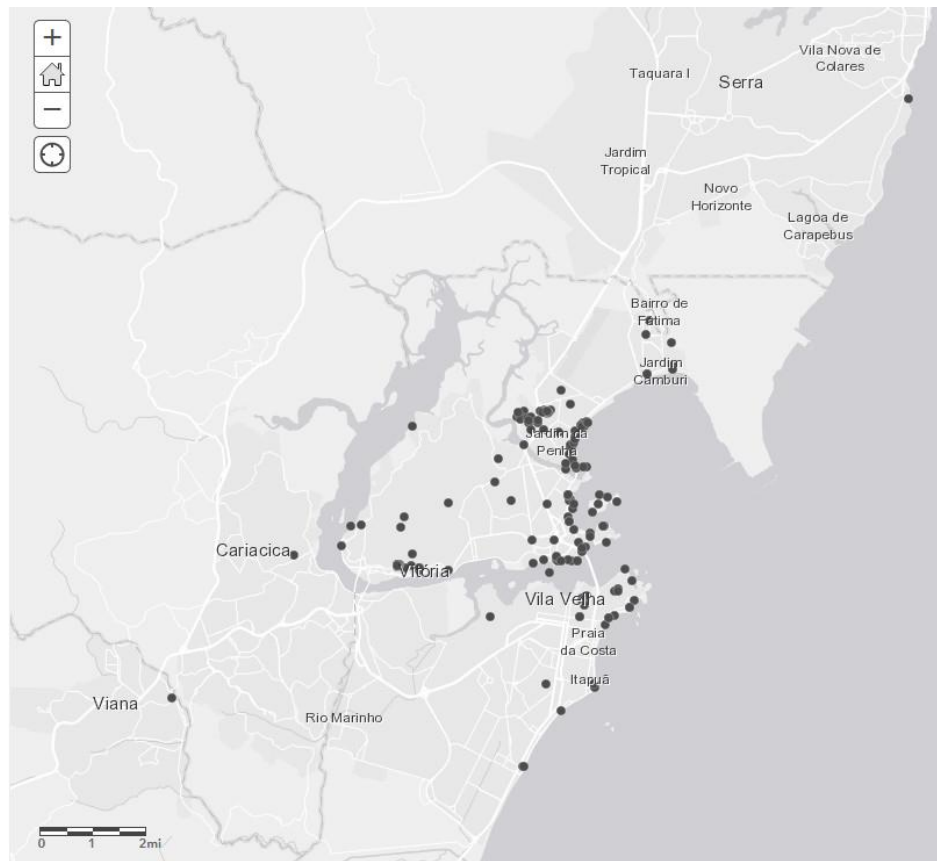 +
Vila Nova de
Colares
Taquara I
Serra
−
Jardim
Tropical
Novo
Horizonte
Lagoa de
Carapebus
Bairro de
Fátima
Jardim
Camburi
Jardim da
Penha
Cariacica
Vitória
Vila Velha
Praia
da Costa
Itapuã
Viana
Rio Marinho
0 1 2mi